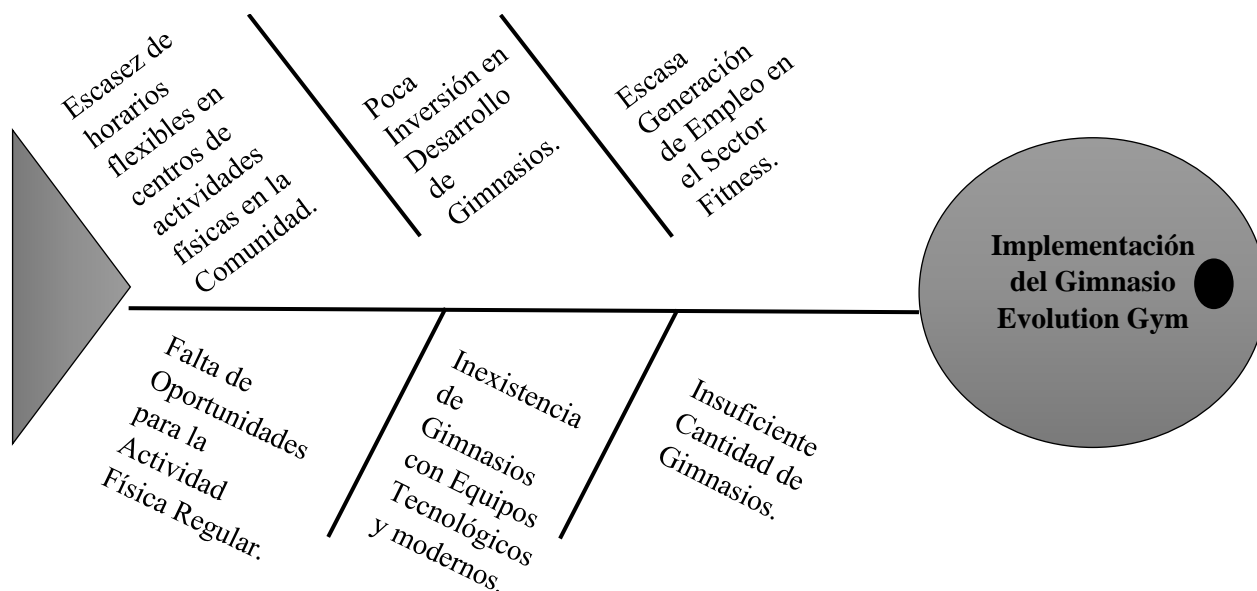 Escasez de
horarios
flexibles en
centros de
actividades
físicas en la
Comunidad.
Poca
Inversión en
Desarrollo
de
Gimnasios.
Escasa
Generación
de Empleo en
el Sector
Fitness.
Implementación
del Gimnasio
Evolution Gym
Falta de
Oportunidades
para la
Actividad
Física Regular.
Inexistencia
de
Gimnasios
con Equipos
Tecnológicos
y modernos.
Insuficiente
Cantidad de
Gimnasios.